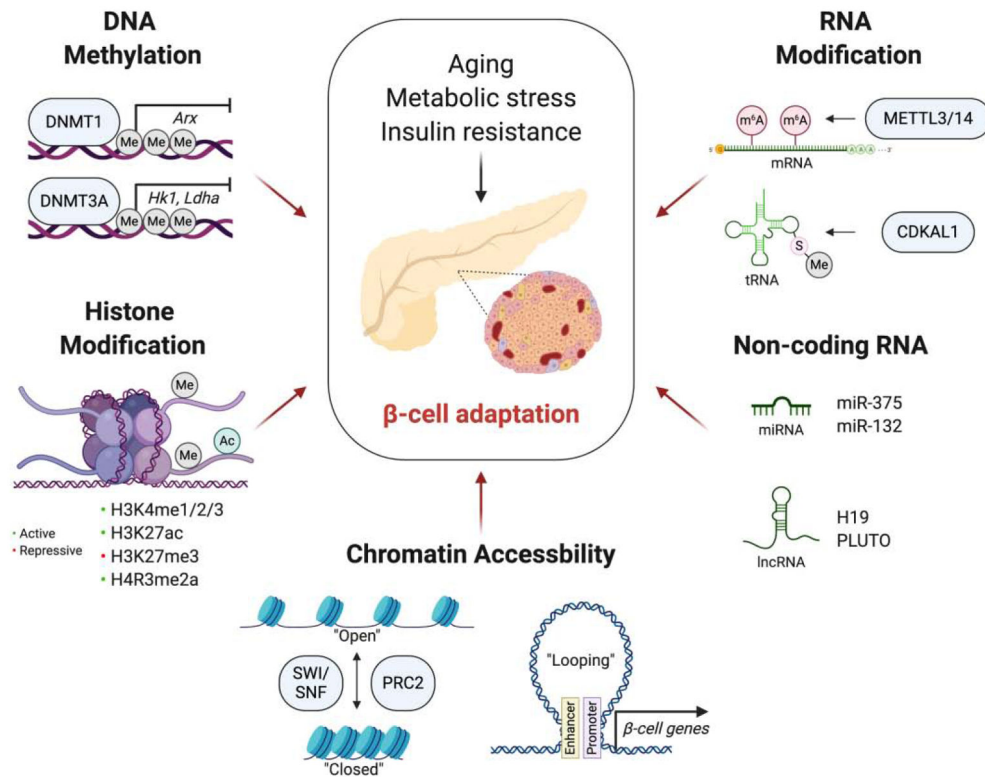 DNA
Methylation
DNMT1
Arx
Me Me Me
DNMT3A
Hk1, Ldha
Me Me Me
Histone
Modification
Me
Ac
Me
Active
Repressive
H3K4me1/2/3
H3K27ac
H3K27me3
H4R3me2a
Aging
Metabolic stress
Insulin resistance
β-cell adaptation
Chromatin Accessbility
"Open"
SWI/
SNF
PRC2
"Closed"
"Looping"
Enhancer
Promoter
β-cell genes
RNA
Modification
m⁶A m⁶A
METTL3/14
5' A A A ...3'
mRNA
CDKAL1
S
Me
tRNA
Non-coding RNA
miRNA
miR-375
miR-132
lncRNA
H19
PLUTO